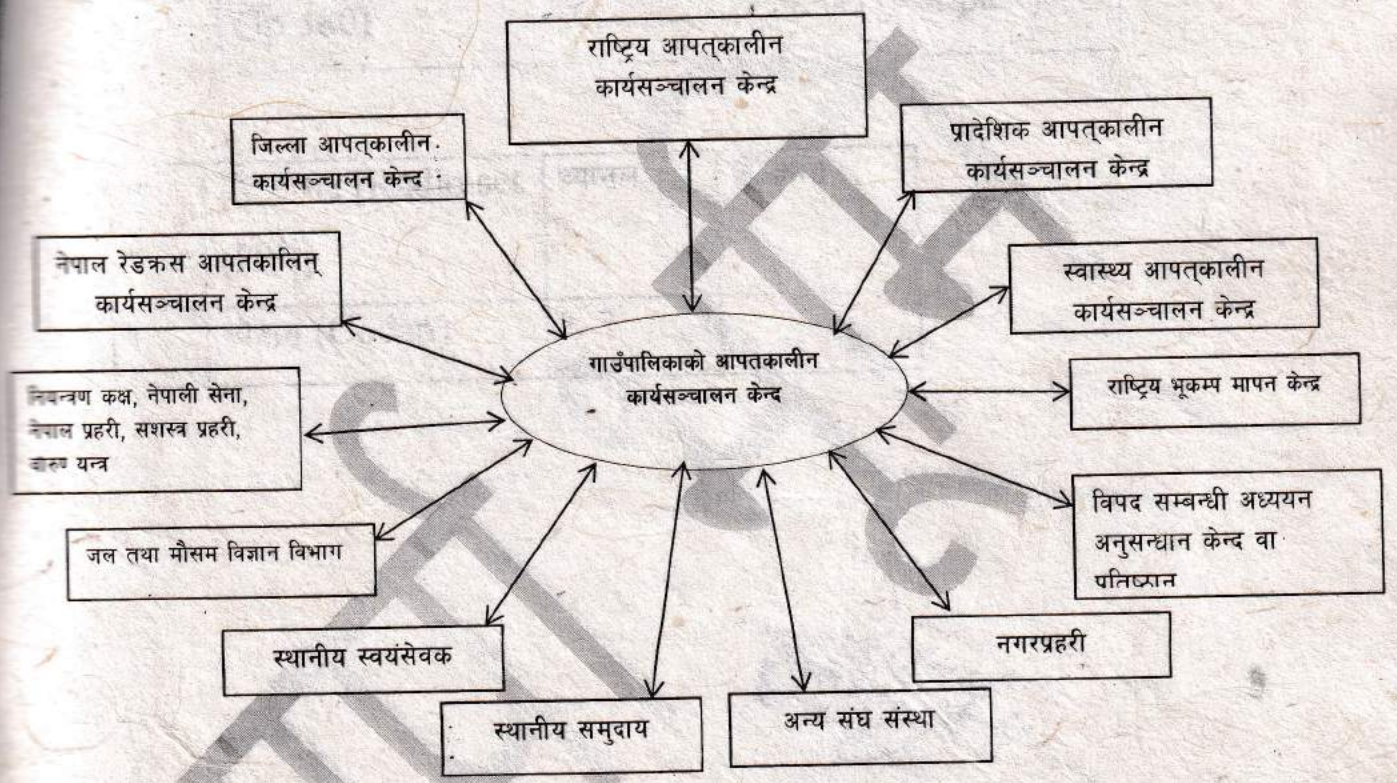 राष्ट्रिय आपत्कालीन
कार्यसञ्चालन केन्द्र
जिल्ला आपत्कालीन
कार्यसञ्चालन केन्द
प्रादेशिक आपत्कालीन
कार्यसञ्चालन केन्द्र
नेपाल रेडक्रस आपतकालिन्
कार्यसञ्चालन केन्द्र
स्वास्थ्य आपत्कालीन
कार्यसञ्चालन केन्द्र
गाउँपालिकाको आपतकालीन
कार्यसञ्चालन केन्द
नियन्त्रण कक्ष, नेपाली सेना,
नेपाल प्रहरी, सशस्त्र प्रहरी,
यन्त्र
राष्ट्रिय भूकम्प मापन केन्द्र
विपद सम्बन्धी अध्ययन
अनुसन्धान केन्द वा
जल तथा मौसम विज्ञान विभाग
स्थानीय स्वयंसेवक
नगरप्रहरी
स्थानीय समुदाय
अन्य संघ संस्था